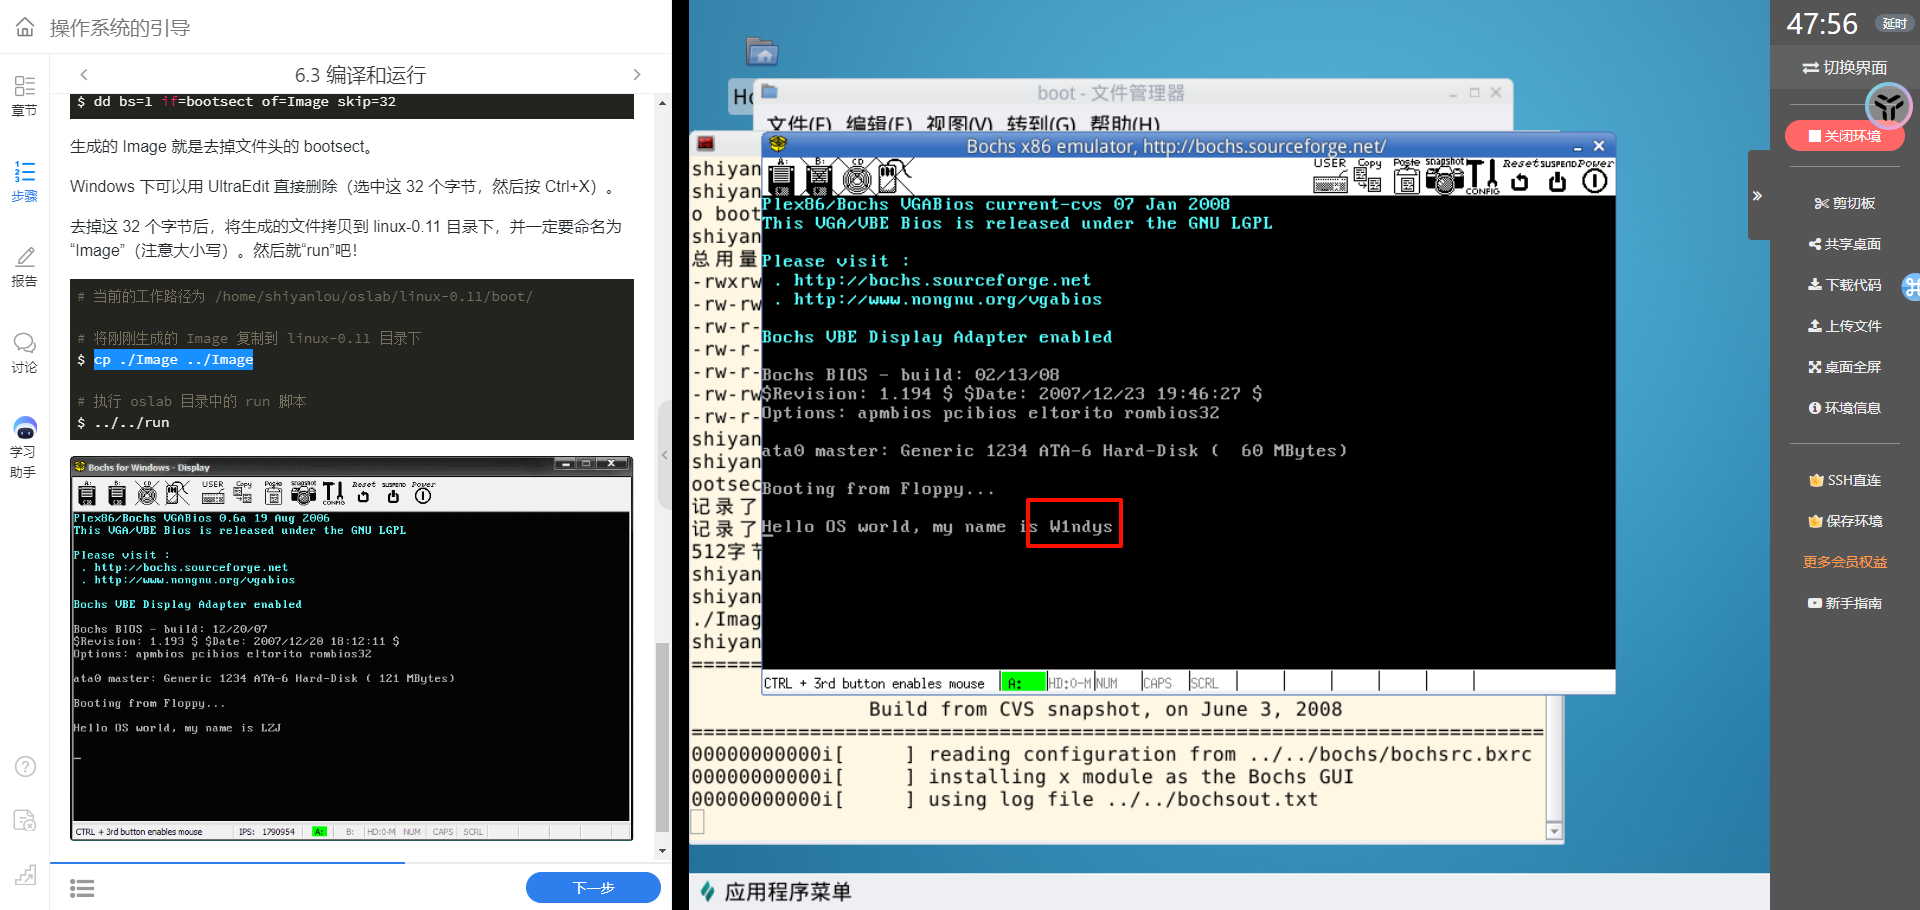 操作系统的引导
章节
步骤
报告
讨论
学习
助手
6.3 编译和运行
$ dd bs=1 if=bootsect of=Image skip=32
生成的 Image 就是去掉文件头的 bootsect。
Windows 下可以用 UltraEdit 直接删除（选中这 32 个字节，然后按 Ctrl+X）。
去掉这 32 个字节后，将生成的文件拷贝到 linux-0.11 目录下，并一定要命名为
“Image”（注意大小写）。然后就“run”吧！
# 当前的工作路径为 /home/shiyanlou/oslab/linux-0.11/boot/
# 将刚刚生成的 Image 复制到 linux-0.11 目录下
$ cp ./Image ../Image
# 执行 oslab 目录中的 run 脚本
$ ../../run
Bochs for Windows - Display
A: B: CD USER Copy Paste snapshot CONFIG Reset SUSPEND Power
Plex86/Bochs VGABios 0.6a 19 Aug 2006
This VGA/VBE Bios is released under the GNU LGPL
Please visit :
. http://bochs.sourceforge.net
. http://www.nongnu.org/vgabios
Bochs VBE Display Adapter enabled
Bochs BIOS - build: 12/20/07
$Revision: 1.193 $ $Date: 2007/12/20 18:12:11 $
Options: apmbios pcibios eltorito rombios32
ata0 master: Generic 1234 ATA-6 Hard-Disk ( 121 MBytes)
Booting from Floppy...
Hello OS world, my name is LZJ
CTRL + 3rd button enables mouse IPS: 1790954 A: B: HD:0-M NUM CAPS SCRL
下一步
Ho
boot - 文件管理器
文件(F) 编辑(E) 视图(V) 转到(G) 帮助(H)
shiyan
shiyan
o boot
shiyan
总用量
-rwxrw
-rw-rw
-rw-r-
-rw-r-
-rw-r-
-rw-rw
-rw-r-
shiyan
shiyan
ootsec
记录了
记录了
512字节
shiyan
shiyan
./Imag
shiyan
Bochs x86 emulator, http://bochs.sourceforge.net/
A: B: CD USER Copy Paste snapshot CONFIG Reset SUSPEND Power
Plex86/Bochs VGABios current-cvs 07 Jan 2008
This VGA/VBE Bios is released under the GNU LGPL
Please visit :
. http://bochs.sourceforge.net
. http://www.nongnu.org/vgabios
Bochs VBE Display Adapter enabled
Bochs BIOS - build: 02/13/08
$Revision: 1.194 $ $Date: 2007/12/23 19:46:27 $
Options: apmbios pcibios eltorito rombios32
ata0 master: Generic 1234 ATA-6 Hard-Disk (  60 MBytes)
Booting from Floppy...
Hello OS world, my name is W1ndys
CTRL + 3rd button enables mouse A: HD:0-M NUM CAPS SCRL
Build from CVS snapshot, on June 3, 2008
========================================================================
00000000000i[     ] reading configuration from ../../bochs/bochsrc.bxrc
00000000000i[     ] installing x module as the Bochs GUI
00000000000i[     ] using log file ../../bochsout.txt
应用程序菜单
47:56 延时
切换界面
关闭环境
剪切板
共享桌面
下载代码
上传文件
桌面全屏
环境信息
SSH直连
保存环境
更多会员权益
新手指南